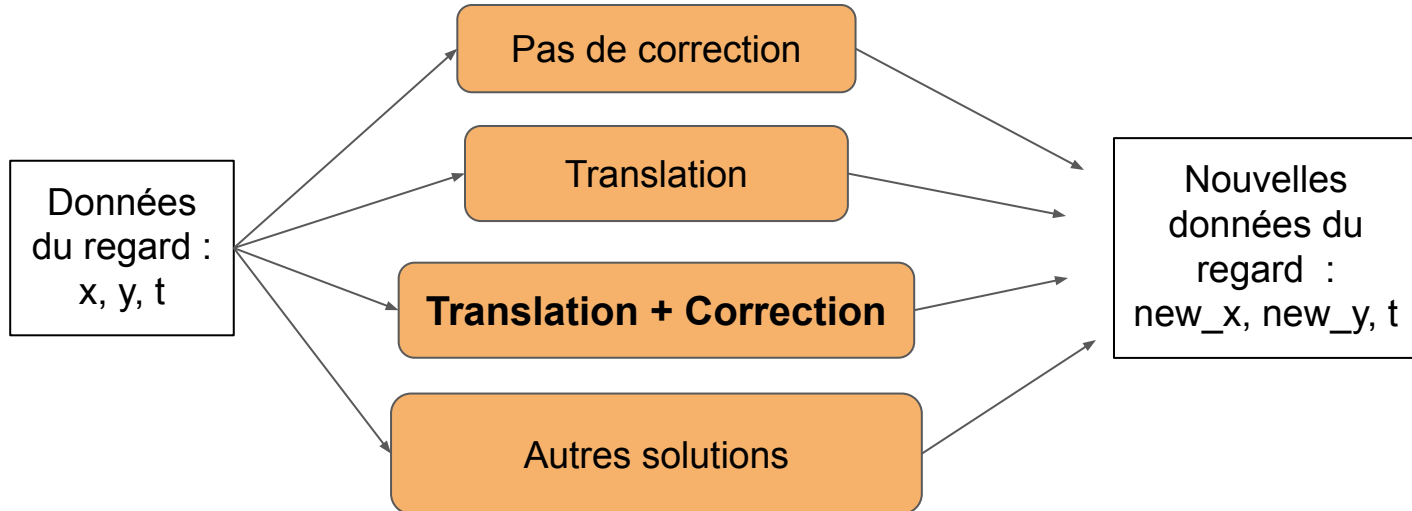 Données
du regard :
x, y, t
Pas de correction
Translation
Translation + Correction
Autres solutions
Nouvelles
données du
regard :
new_x, new_y, t